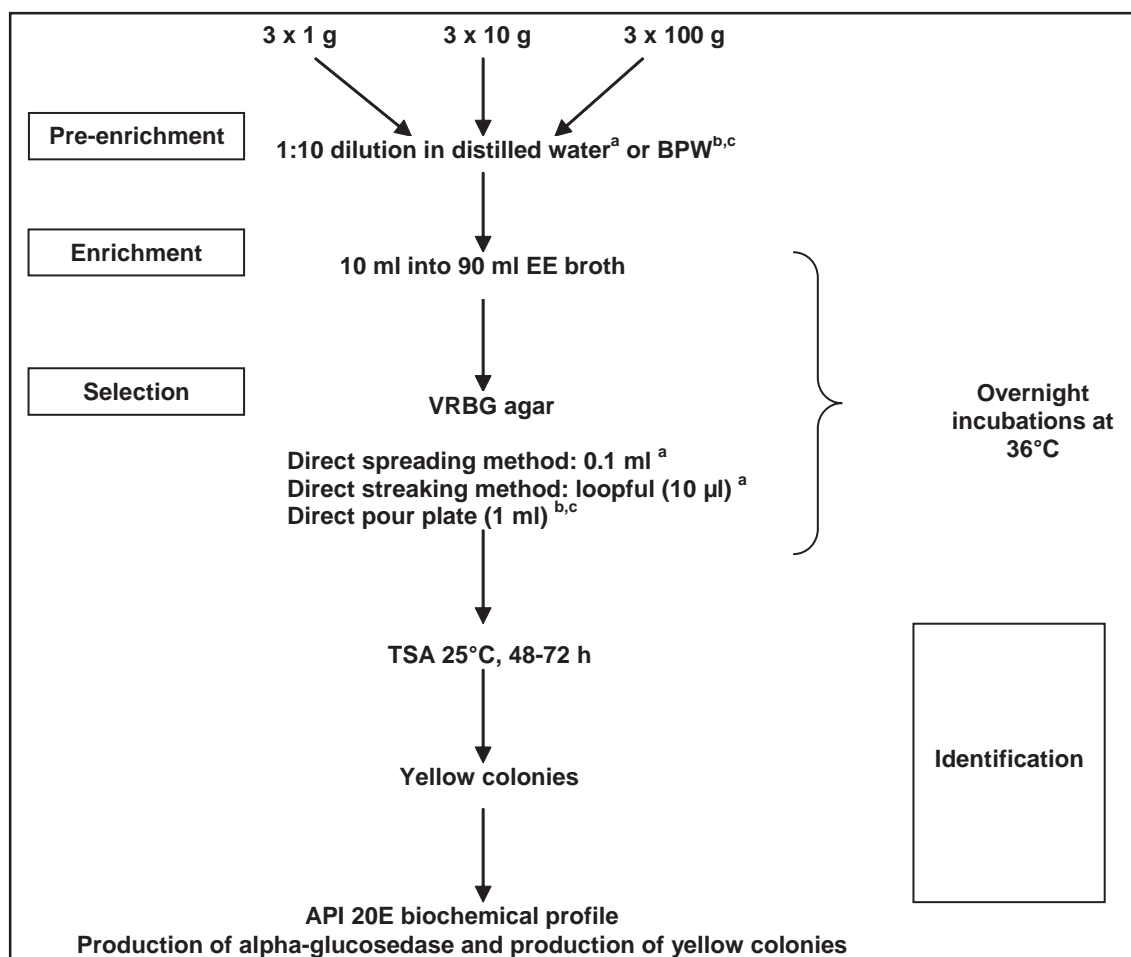 3 x 1 g 3 x 10 g 3 x 100 g
Pre-enrichment
1:10 dilution in distilled waterᵃ or BPWᵇ,ᶜ
Enrichment
10 ml into 90 ml EE broth
Selection
VRBG agar
Overnight
incubations at
36°C
Direct spreading method: 0.1 ml ᵃ
Direct streaking method: loopful (10 µl) ᵃ
Direct pour plate (1 ml) ᵇ,ᶜ
TSA 25°C, 48-72 h
Identification
Yellow colonies
API 20E biochemical profile
Production of alpha-glucosedase and production of yellow colonies